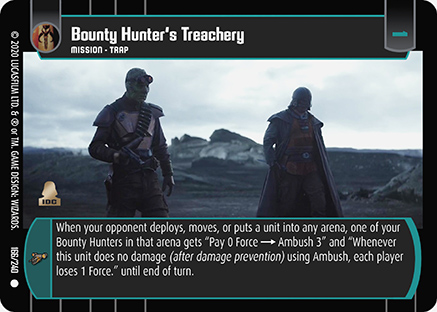 Bounty Hunter's Treachery
MISSION - TRAP
© 2020 LUCASFILM LTD. & ® OR TM. GAME DESIGN: WIZARDS.
IDC
When your opponent deploys, moves, or puts a unit into any arena, one of your
Bounty Hunters in that arena gets "Pay 0 Force → Ambush 3" and "Whenever
this unit does no damage (after damage prevention) using Ambush, each player
loses 1 Force." until end of turn.